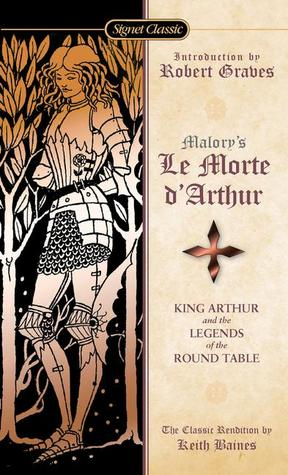 Signet Classic
Introduction by
Robert Graves
Malory's
Le Morte
d'Arthur
KING ARTHUR
and the
LEGENDS
of the
ROUND TABLE
The Classic Rendition by
Keith Baines